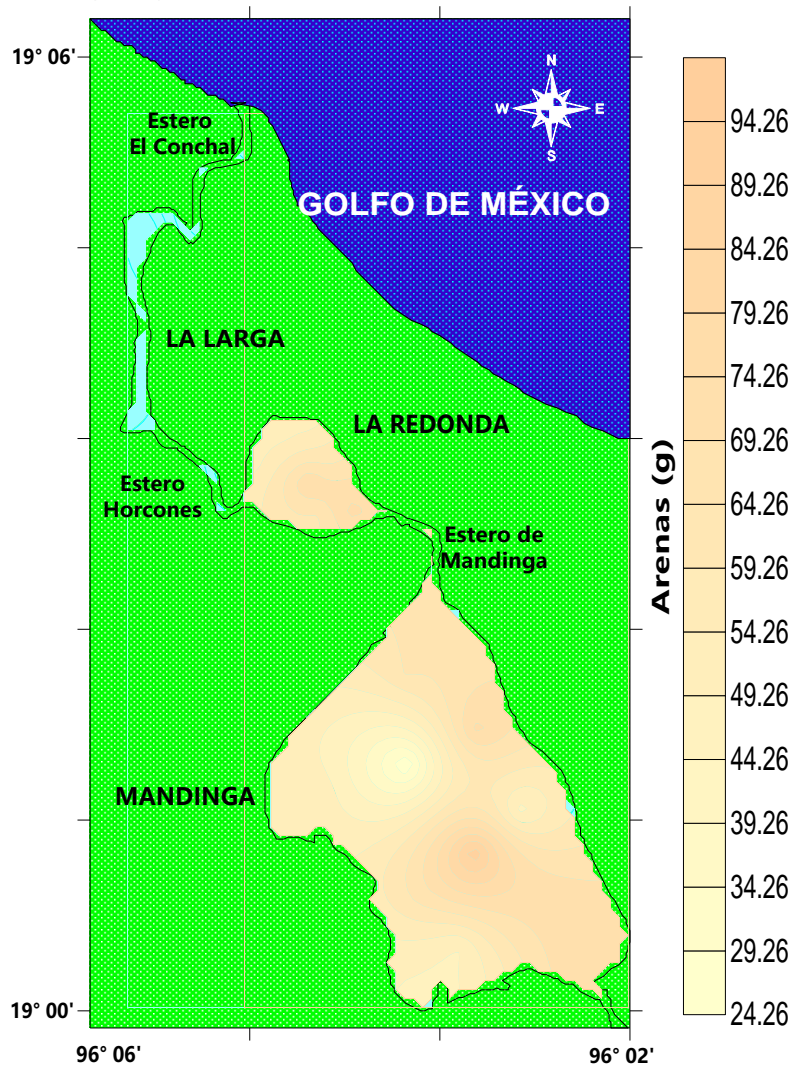 19° 06'
N
W
E
S
Estero
El Conchal
GOLFO DE MÉXICO
LA LARGA
LA REDONDA
Estero
Horcones
Estero de
Mandinga
MANDINGA
19° 00'
96° 06'
96° 02'
Arenas (g)
94.26
89.26
84.26
79.26
74.26
69.26
64.26
59.26
54.26
49.26
44.26
39.26
34.26
29.26
24.26